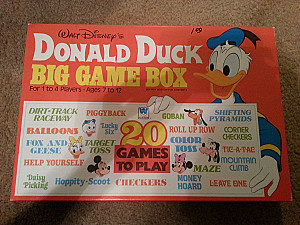 WALT DISNEY'S
DONALD DUCK
BIG GAME BOX
For 1 to 4 Players - Ages 7 to 12
DIRT-TRACK RACEWAY
PIGGYBACK
GOBAN
SHIFTING PYRAMIDS
BALLOONS
Lucky Six
ROLL UP ROW
CORNER CHECKERS
FOX AND GEESE
TARGET TOSS
20 GAMES TO PLAY
COLOR TOSS
TIC-A-TAC
HELP YOURSELF
MAZE
MOUNTAIN CLIMB
Daisy Picking
Hoppity-Scoot
CHECKERS
MONEY HOARD
LEAVE ONE